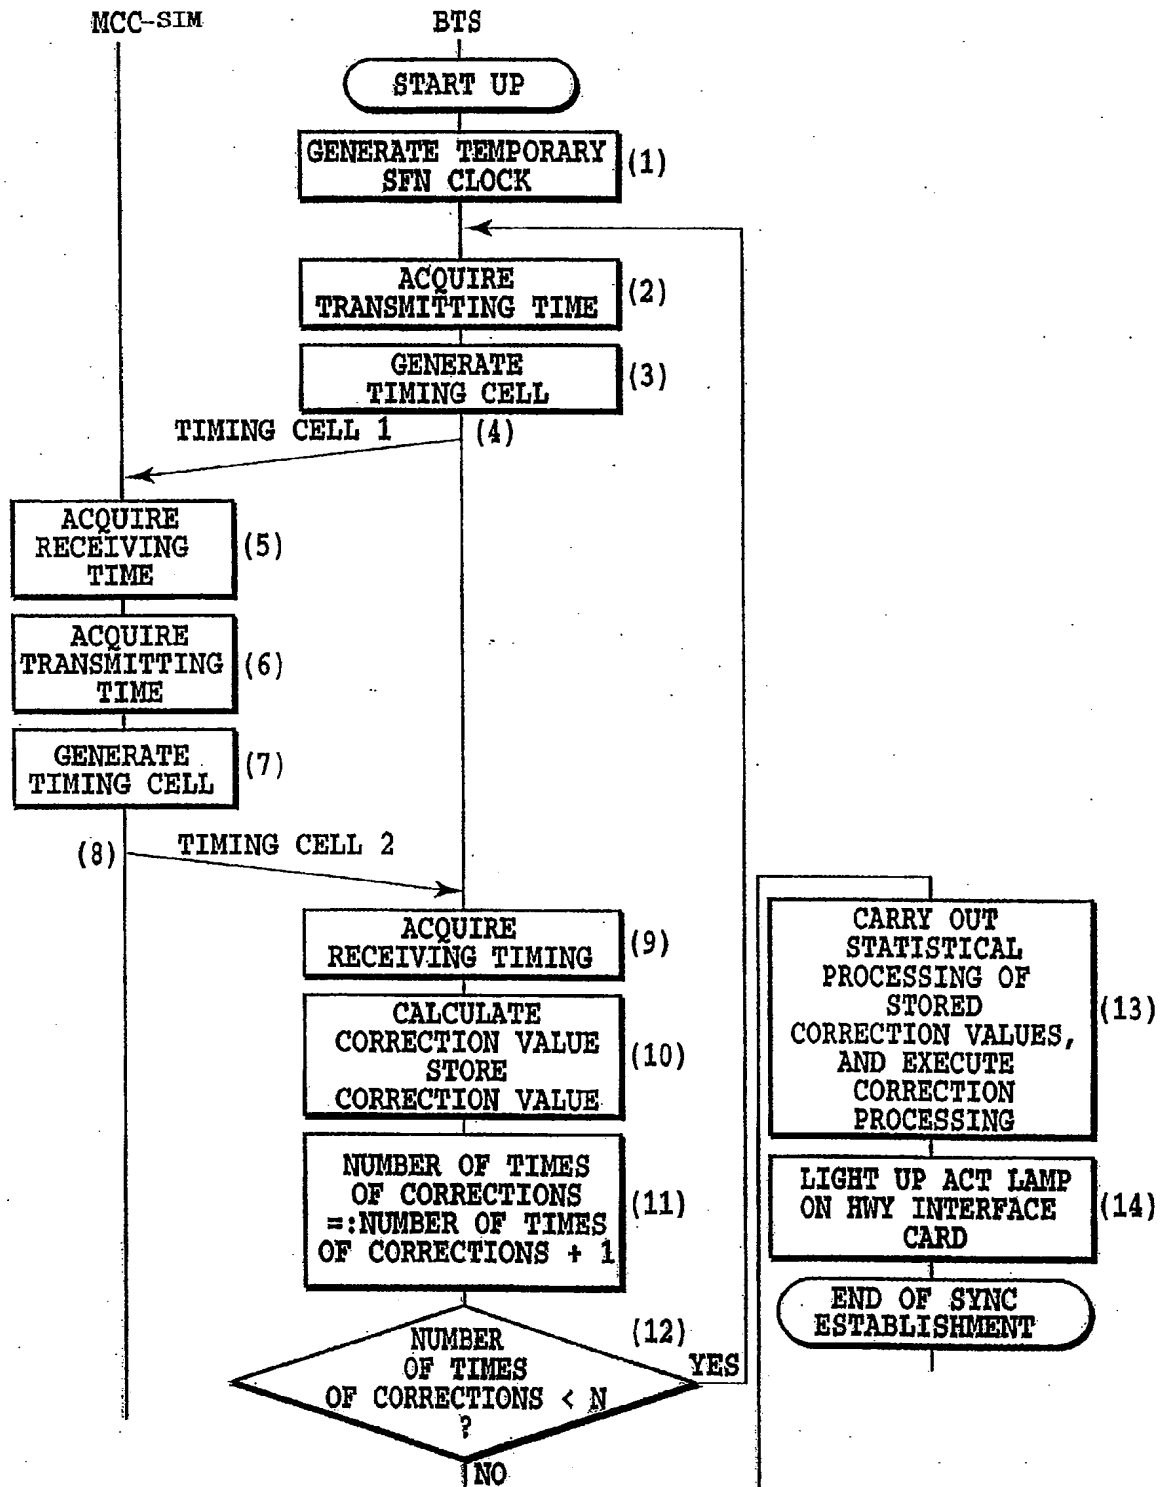 MCC-SIM
BTS
START UP
GENERATE TEMPORARY
SFN CLOCK
(1)
ACQUIRE
TRANSMITTING TIME
(2)
GENERATE
TIMING CELL
(3)
TIMING CELL 1
(4)
ACQUIRE
RECEIVING
TIME
(5)
ACQUIRE
TRANSMITTING
TIME
(6)
GENERATE
TIMING CELL
(7)
(8)
TIMING CELL 2
ACQUIRE
RECEIVING TIMING
(9)
CALCULATE
CORRECTION VALUE
STORE
CORRECTION VALUE
(10)
NUMBER OF TIMES
OF CORRECTIONS
=:NUMBER OF TIMES
OF CORRECTIONS + 1
(11)
NUMBER
OF TIMES
OF CORRECTIONS < N
?
(12)
YES
NO
CARRY OUT
STATISTICAL
PROCESSING OF
STORED
CORRECTION VALUES,
AND EXECUTE
CORRECTION
PROCESSING
(13)
LIGHT UP ACT LAMP
ON HWY INTERFACE
CARD
(14)
END OF SYNC
ESTABLISHMENT